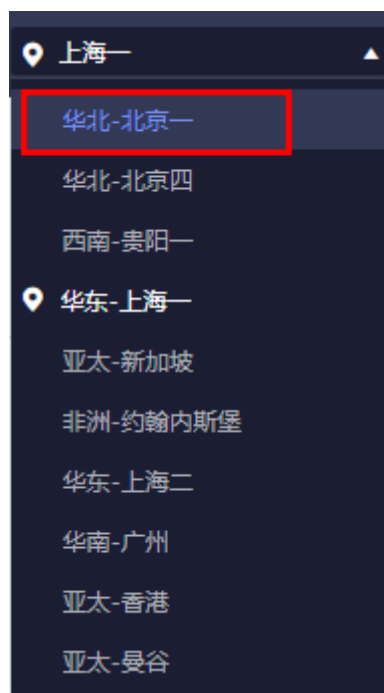 上海一
华北-北京一
华北-北京四
西南-贵阳一
华东-上海一
亚太-新加坡
非洲-约翰内斯堡
华东-上海二
华南-广州
亚太-香港
亚太-曼谷